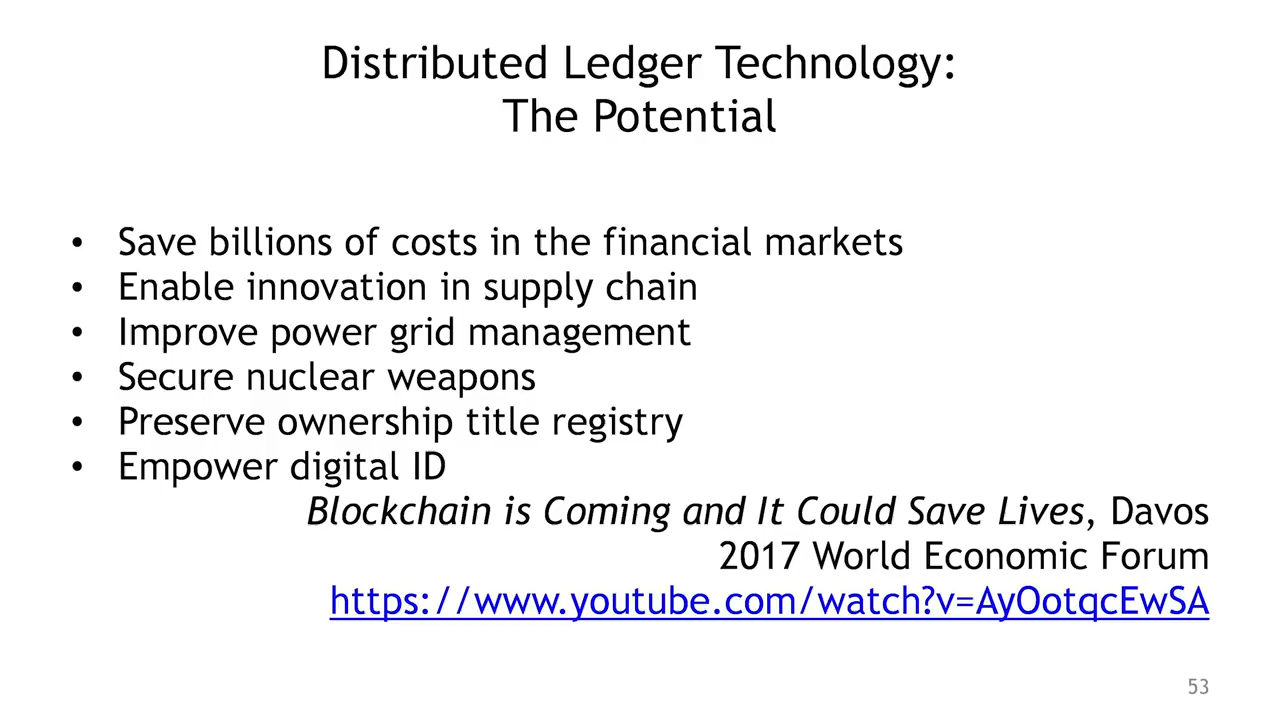 Distributed Ledger Technology:
The Potential
• Save billions of costs in the financial markets
• Enable innovation in supply chain
• Improve power grid management
• Secure nuclear weapons
• Preserve ownership title registry
• Empower digital ID
Blockchain is Coming and It Could Save Lives, Davos
2017 World Economic Forum
https://www.youtube.com/watch?v=AyOotqcEwSA
53